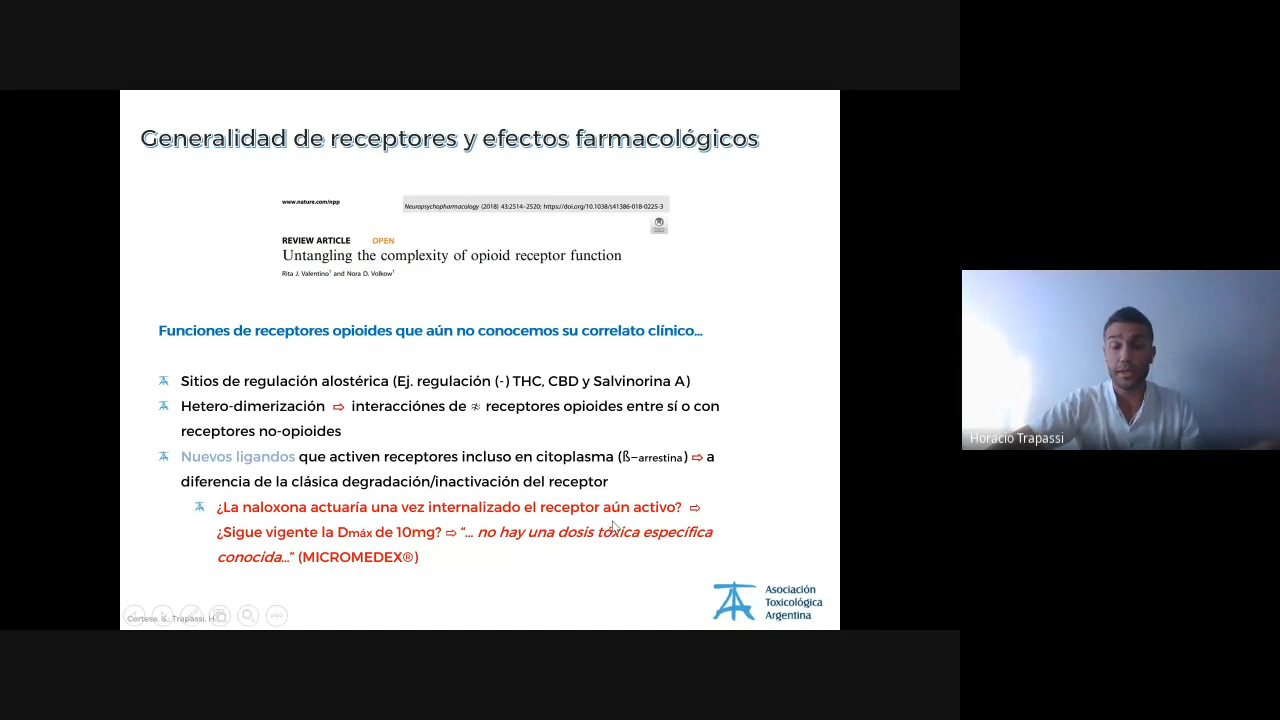 Generalidad de receptores y efectos farmacológicos
www.nature.com/npp
Neuropsychopharmacology (2018) 43:2514–2520; https://doi.org/10.1038/s41386-018-0225-3
REVIEW ARTICLE OPEN
Untangling the complexity of opioid receptor function
Rita J. Valentino1 and Nora D. Volkow1
Funciones de receptores opioides que aún no conocemos su correlato clínico...
Sitios de regulación alostérica (Ej. regulación (-) THC, CBD y Salvinorina A)
Hetero-dimerización ⇨ interacciónes de ≉ receptores opioides entre sí o con
receptores no-opioides
Nuevos ligandos que activen receptores incluso en citoplasma (ß–arrestina) ⇨ a
diferencia de la clásica degradación/inactivación del receptor
¿La naloxona actuaría una vez internalizado el receptor aún activo? ⇨
¿Sigue vigente la Dmáx de 10mg? ⇨ “... no hay una dosis tóxica específica
conocida...” (MICROMEDEX®)
Asociación
Toxicológica
Argentina
Cortese, S.; Trapassi, H
Horacio Trapassi